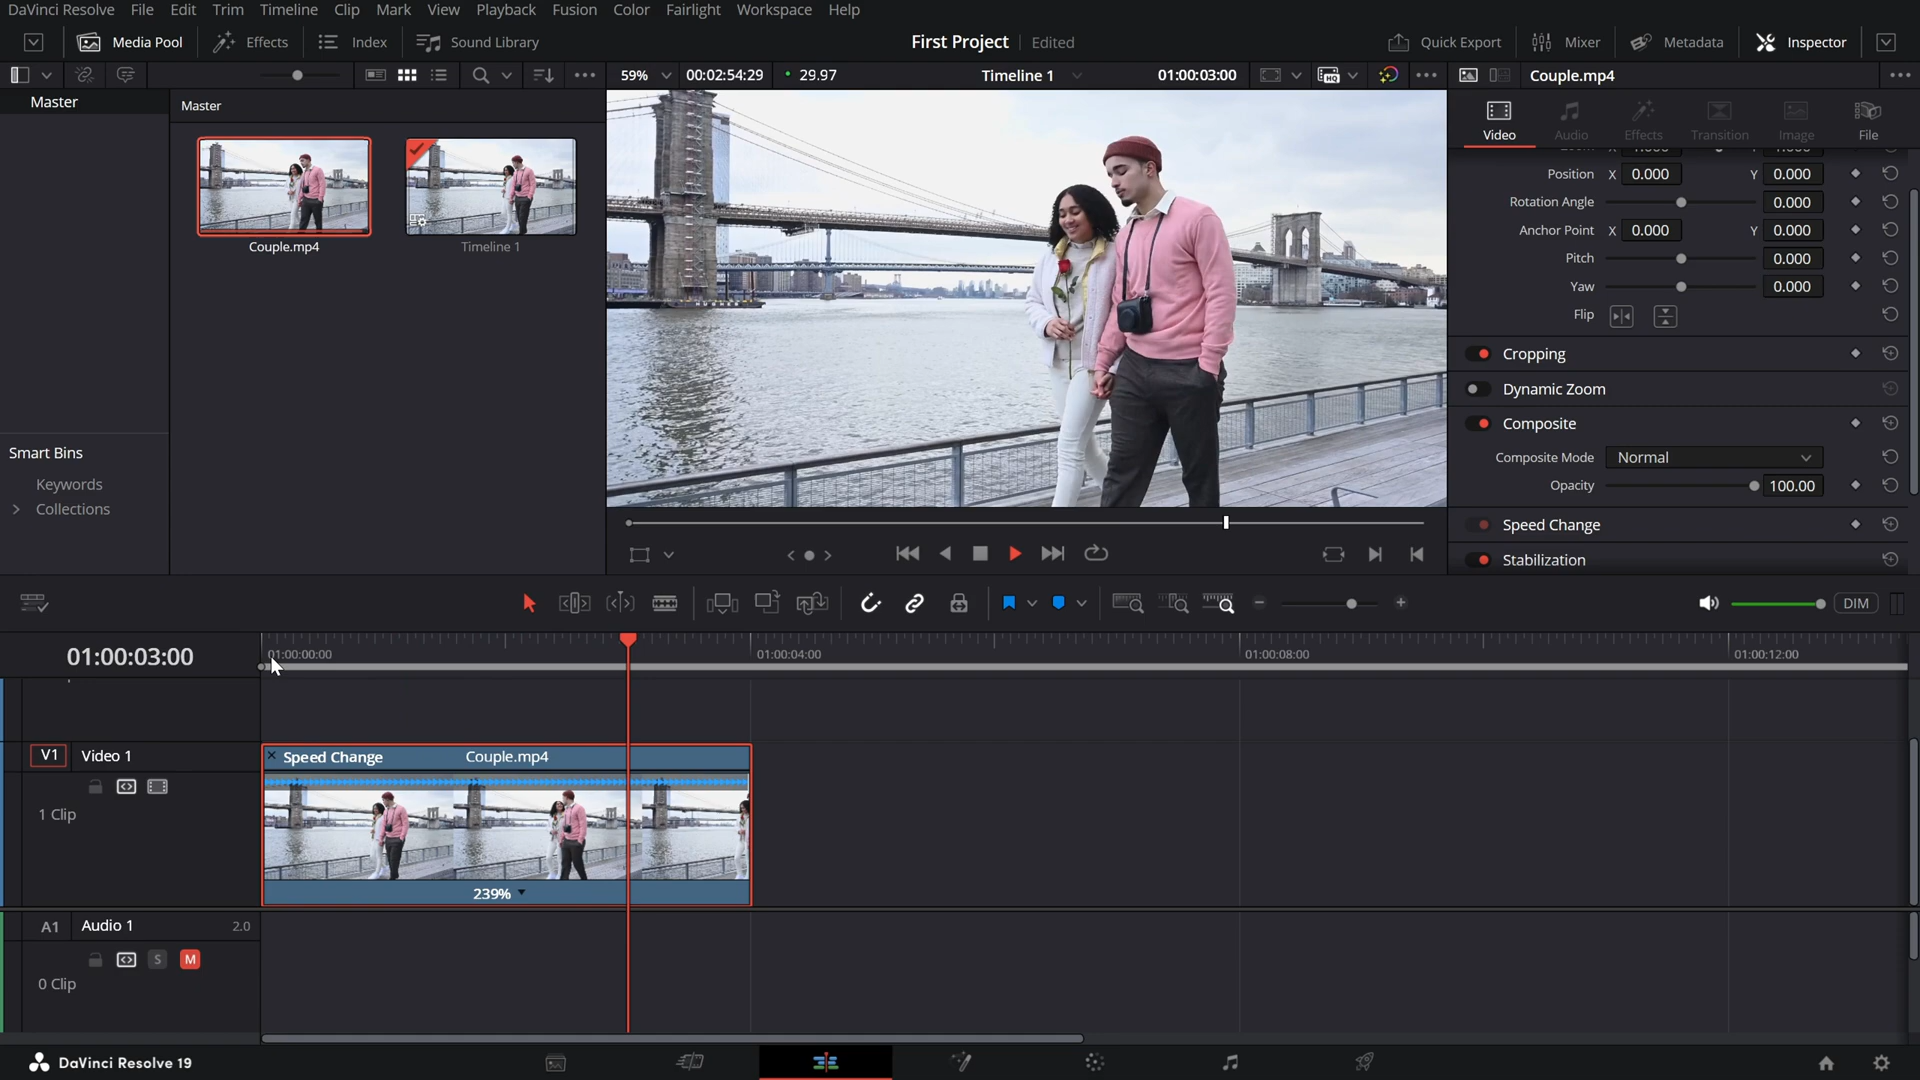 DaVinci Resolve File Edit Trim Timeline Clip Mark View Playback Fusion Color Fairlight Workspace Help
Media Pool Effects Index Sound Library First Project Edited Quick Export Mixer Metadata Inspector
59% 00:02:54:29 29.97 Timeline 1 01:00:03:00 Couple.mp4
Master
Master
Couple.mp4
Timeline 1
Smart Bins
Keywords
Collections
Video Audio Effects Transition Image File
Position X 0.000 Y 0.000
Rotation Angle 0.000
Anchor Point X 0.000 Y 0.000
Pitch 0.000
Yaw 0.000
Flip
Cropping
Dynamic Zoom
Composite
Composite Mode Normal
Opacity 100.00
Speed Change
Stabilization
DIM
01:00:03:00
01:00:00:00 01:00:04:00 01:00:08:00 01:00:12:00
V1 Video 1
1 Clip
Speed Change Couple.mp4
239%
A1 Audio 1 2.0
S M
0 Clip
DaVinci Resolve 19